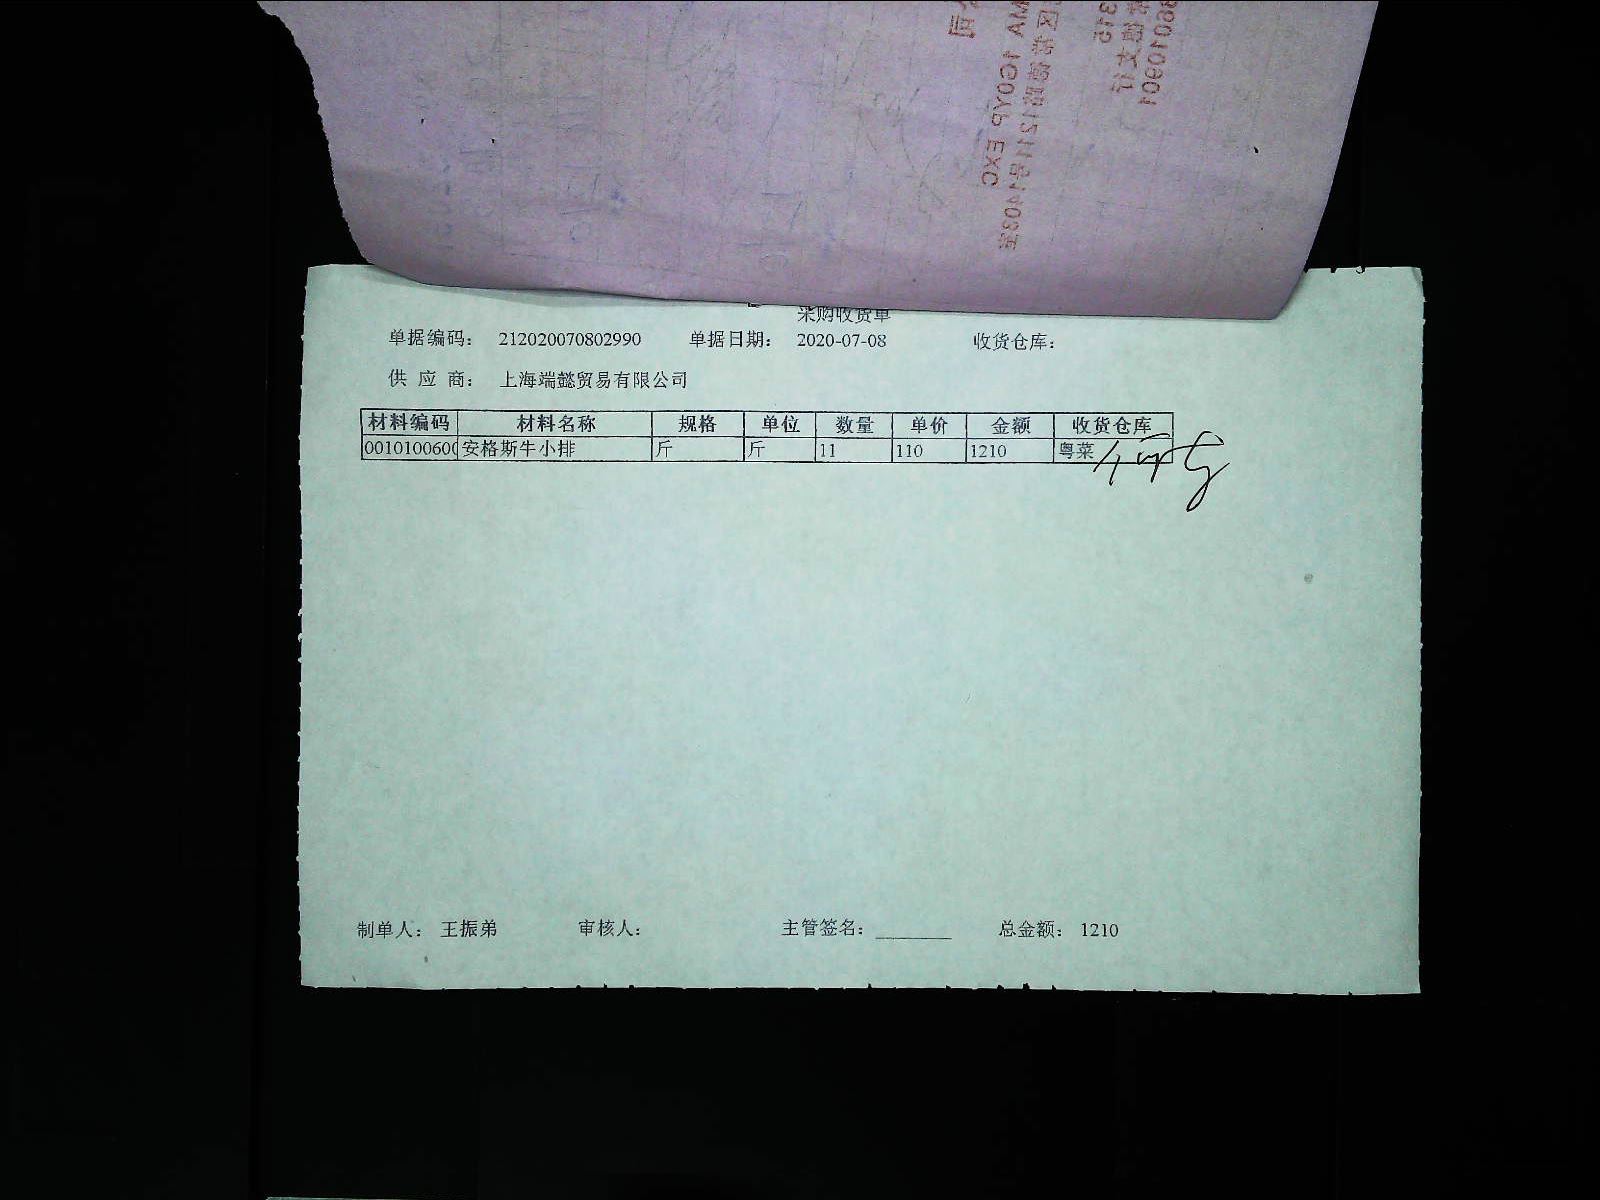 采购收货单
单据编码： 212020070802990 单据日期： 2020-07-08 收货仓库：
供 应 商： 上海端懿贸易有限公司
材料编码 材料名称 规格 单位 数量 单价 金额 收货仓库
0010100600 安格斯牛小排 斤 斤 11 110 1210 粤菜
制单人： 王振弟 审核人： 主管签名： ________ 总金额： 1210